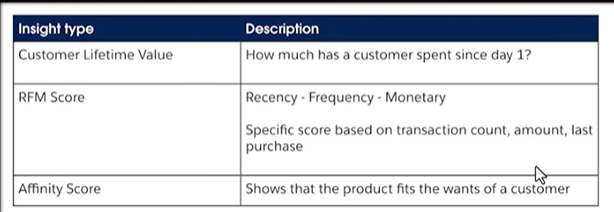 Insight type Description
Customer Lifetime Value How much has a customer spent since day 1?
RFM Score Recency - Frequency - Monetary
Specific score based on transaction count, amount, last
purchase
Affinity Score Shows that the product fits the wants of a customer